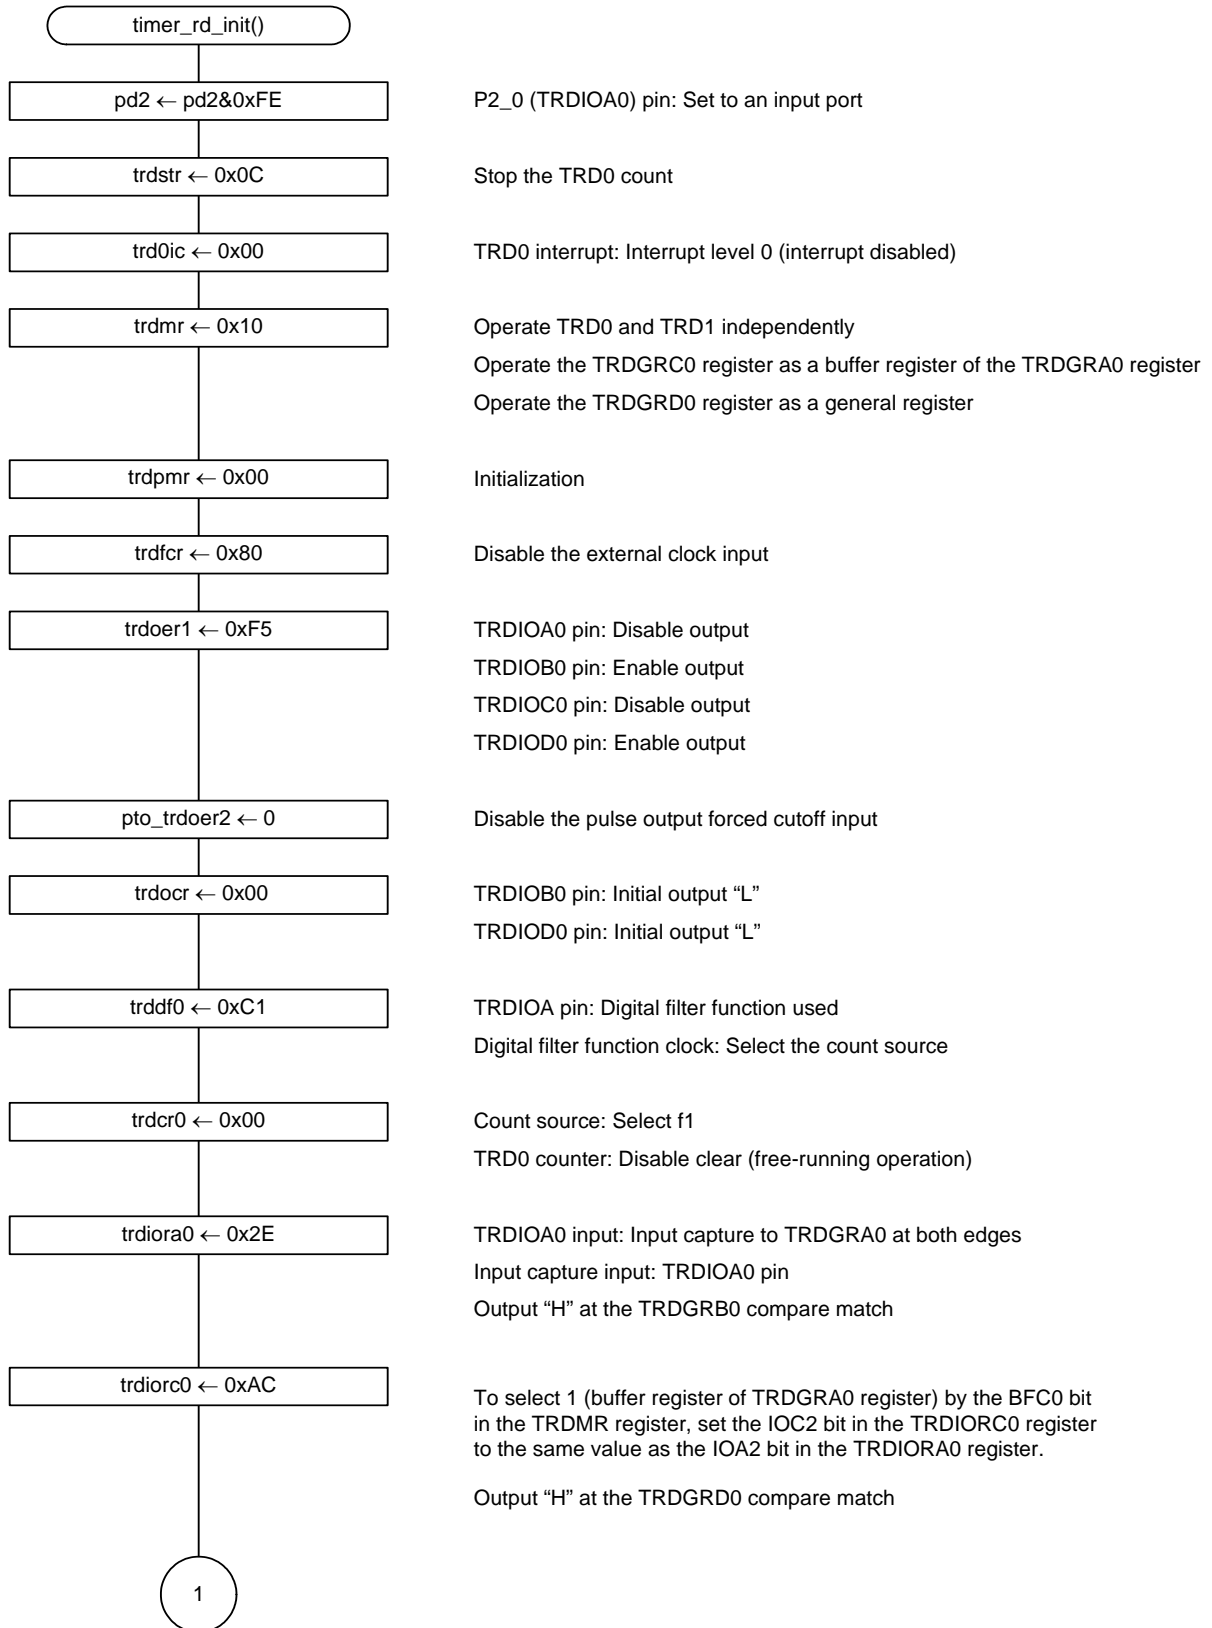 timer_rd_init()
pd2 ← pd2&0xFE
P2_0 (TRDIOA0) pin: Set to an input port
trdstr ← 0x0C
Stop the TRD0 count
trd0ic ← 0x00
TRD0 interrupt: Interrupt level 0 (interrupt disabled)
trdmr ← 0x10
Operate TRD0 and TRD1 independently
Operate the TRDGRC0 register as a buffer register of the TRDGRA0 register
Operate the TRDGRD0 register as a general register
trdpmr ← 0x00
Initialization
trdfcr ← 0x80
Disable the external clock input
trdoer1 ← 0xF5
TRDIOA0 pin: Disable output
TRDIOB0 pin: Enable output
TRDIOC0 pin: Disable output
TRDIOD0 pin: Enable output
pto_trdoer2 ← 0
Disable the pulse output forced cutoff input
trdocr ← 0x00
TRDIOB0 pin: Initial output “L”
TRDIOD0 pin: Initial output “L”
trddf0 ← 0xC1
TRDIOA pin: Digital filter function used
Digital filter function clock: Select the count source
trdcr0 ← 0x00
Count source: Select f1
TRD0 counter: Disable clear (free-running operation)
trdiora0 ← 0x2E
TRDIOA0 input: Input capture to TRDGRA0 at both edges
Input capture input: TRDIOA0 pin
Output “H” at the TRDGRB0 compare match
trdiorc0 ← 0xAC
To select 1 (buffer register of TRDGRA0 register) by the BFC0 bit
in the TRDMR register, set the IOC2 bit in the TRDIORC0 register
to the same value as the IOA2 bit in the TRDIORA0 register.
Output “H” at the TRDGRD0 compare match
1